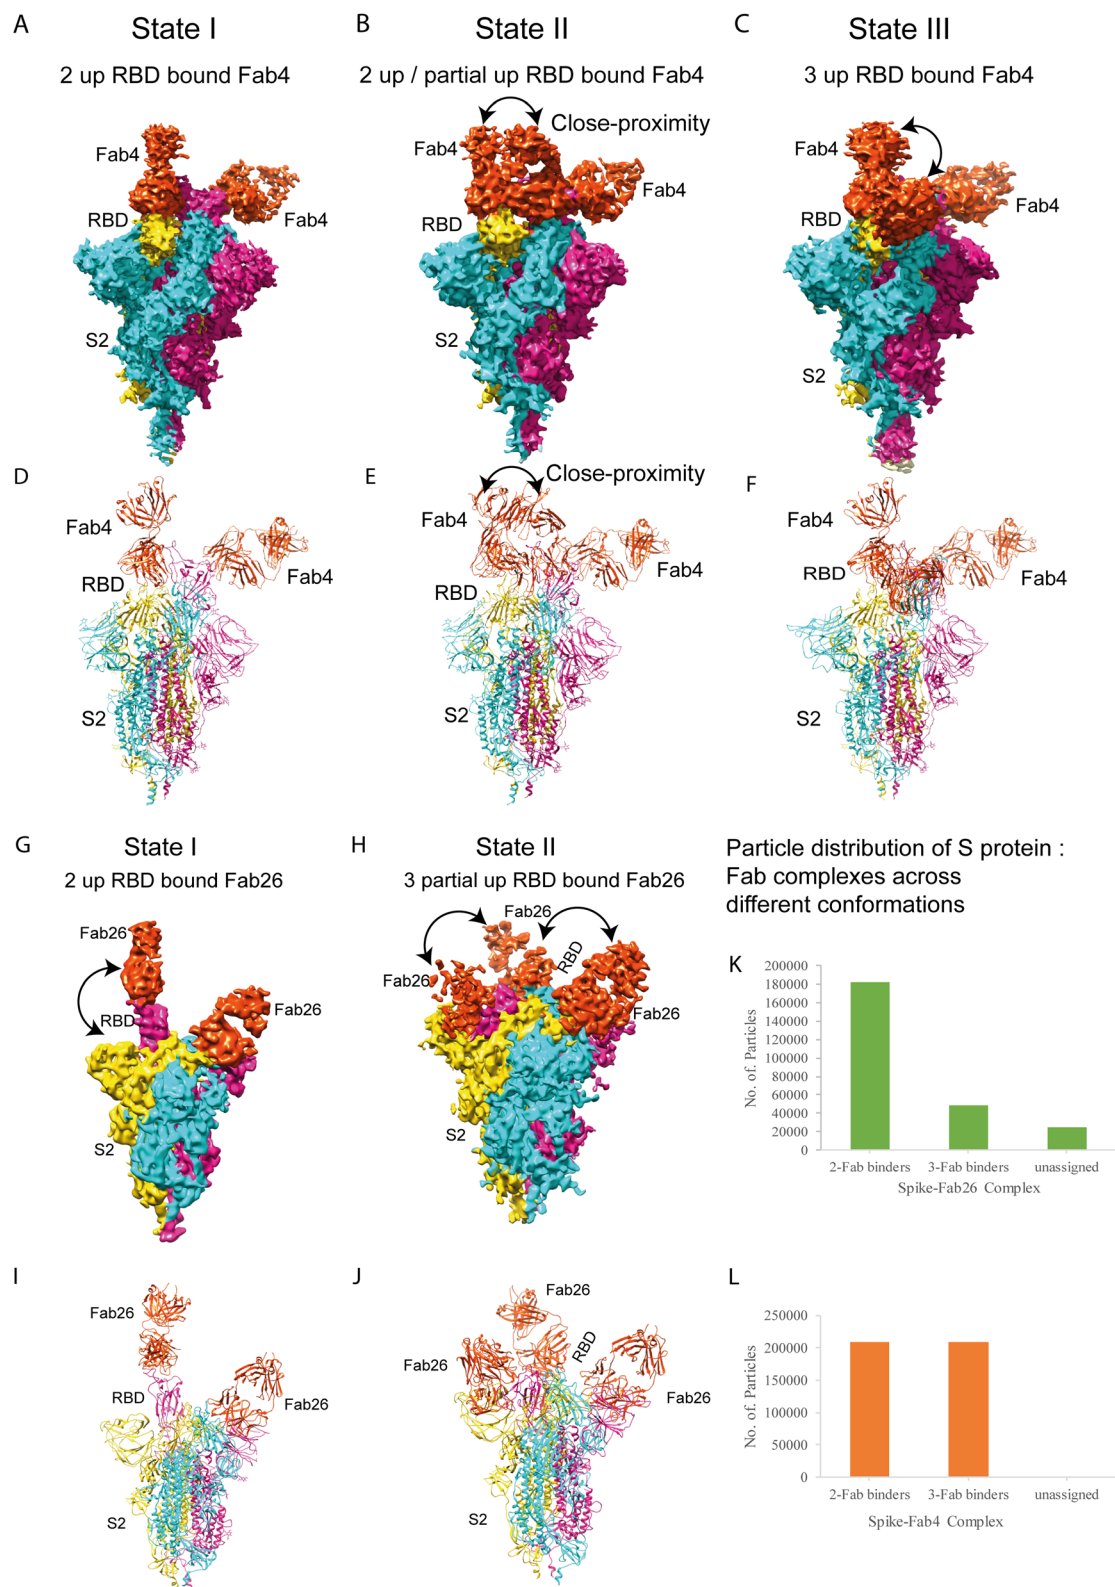 A
State I
B
State II
C
State III
2 up RBD bound Fab4
2 up / partial up RBD bound Fab4
3 up RBD bound Fab4
Close-proximity
Fab4
Fab4
RBD
S2
Fab4
Fab4
RBD
S2
Fab4
Fab4
RBD
S2
D
E
F
Close-proximity
Fab4
RBD
Fab4
S2
Fab4
RBD
Fab4
S2
Fab4
RBD
Fab4
S2
G
State I
2 up RBD bound Fab26
H
State II
3 partial up RBD bound Fab26
Particle distribution of S protein :
Fab complexes across
different conformations
Fab26
Fab26
RBD
S2
Fab26
RBD
Fab26
Fab26
S2
K
200000
180000
160000
140000
120000
100000
80000
60000
40000
20000
0
No. of. Particles
2-Fab binders
3-Fab binders
unassigned
Spike-Fab26 Complex
I
Fab26
RBD
Fab26
S2
J
Fab26
RBD
Fab26
Fab26
S2
L
250000
200000
150000
100000
50000
0
No. of. Particles
2-Fab binders
3-Fab binders
unassigned
Spike-Fab4 Complex